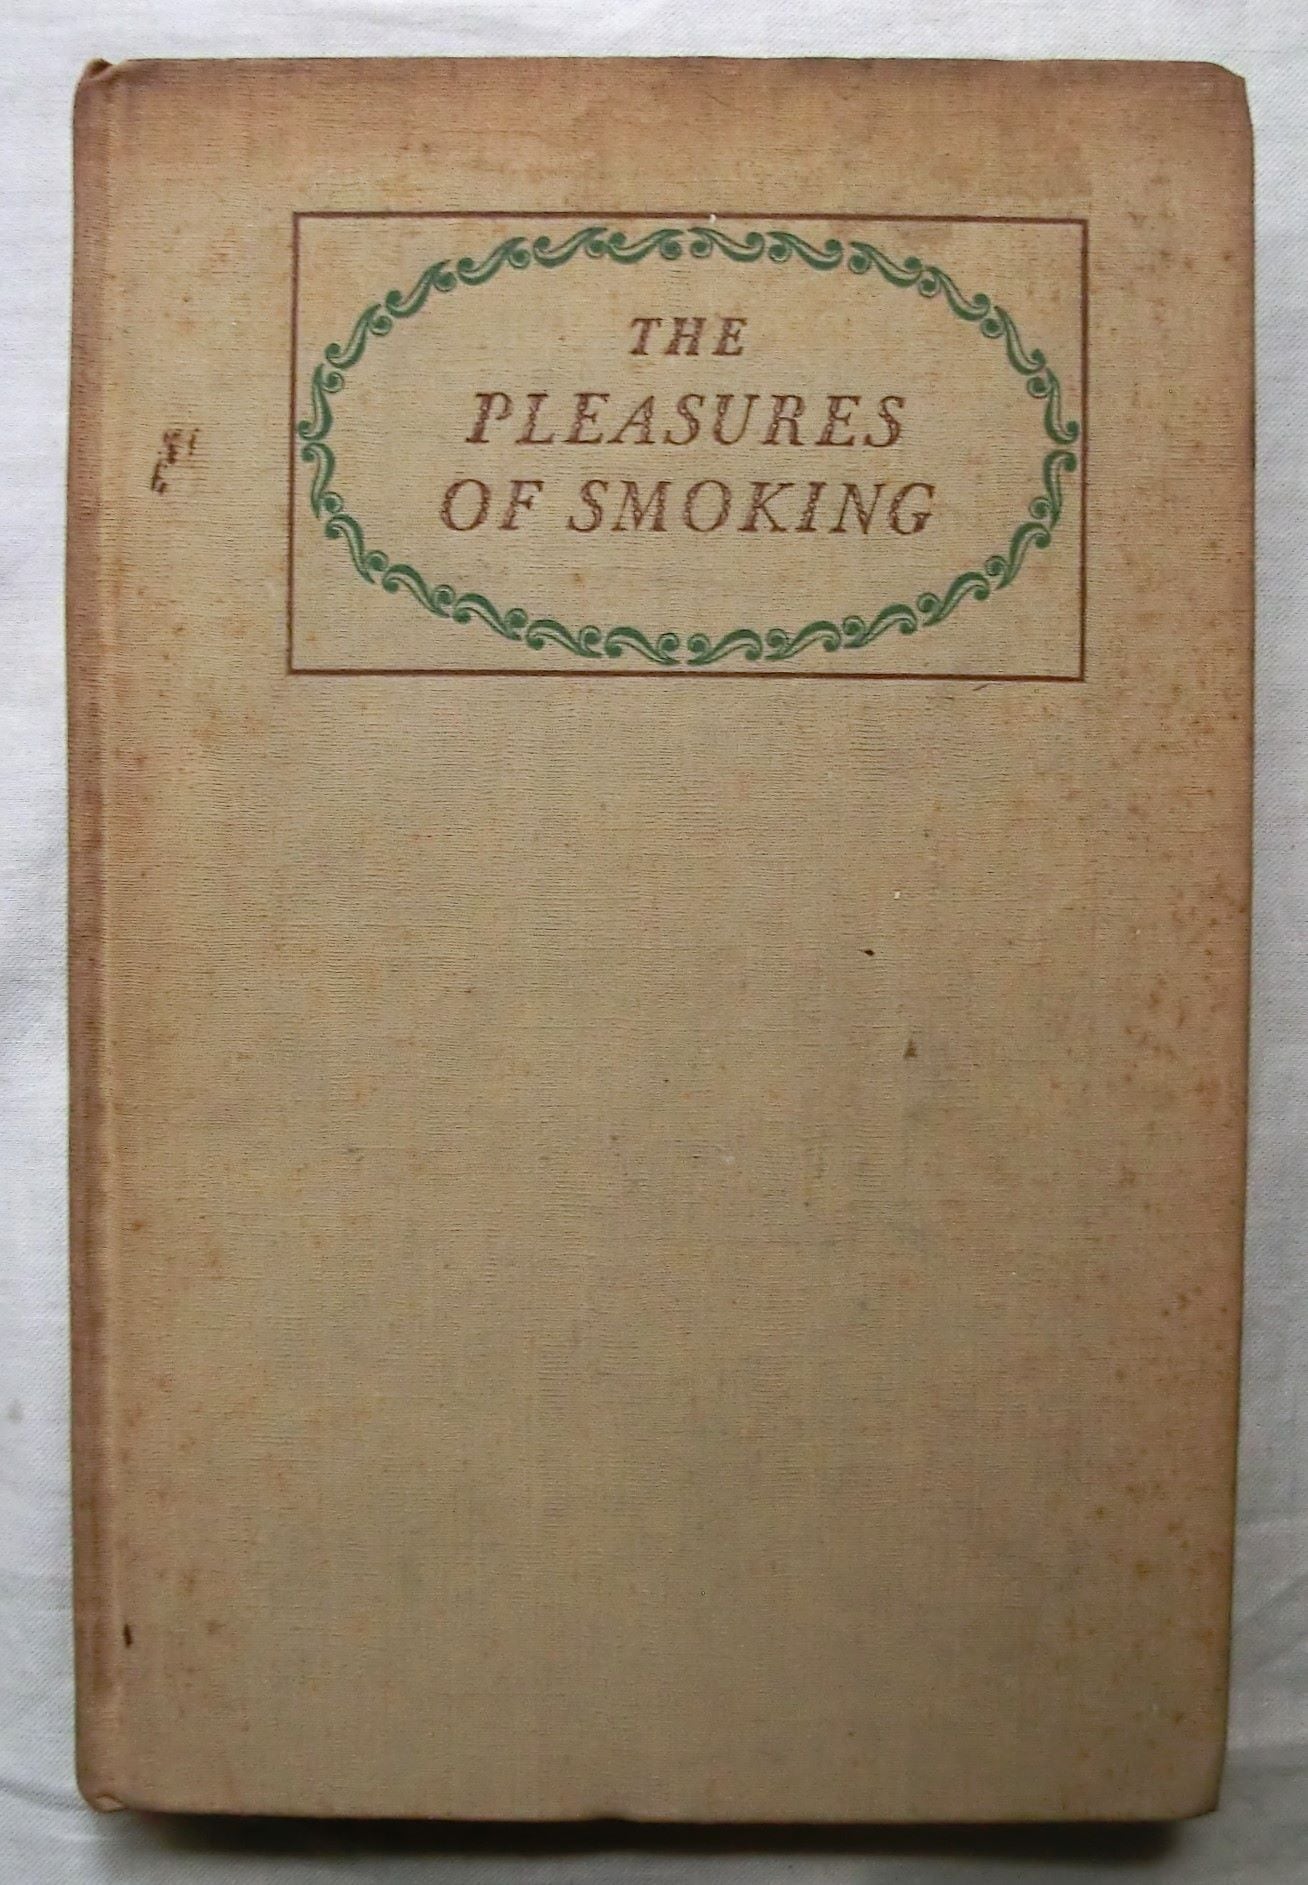 THE
PLEASURES
OF SMOKING